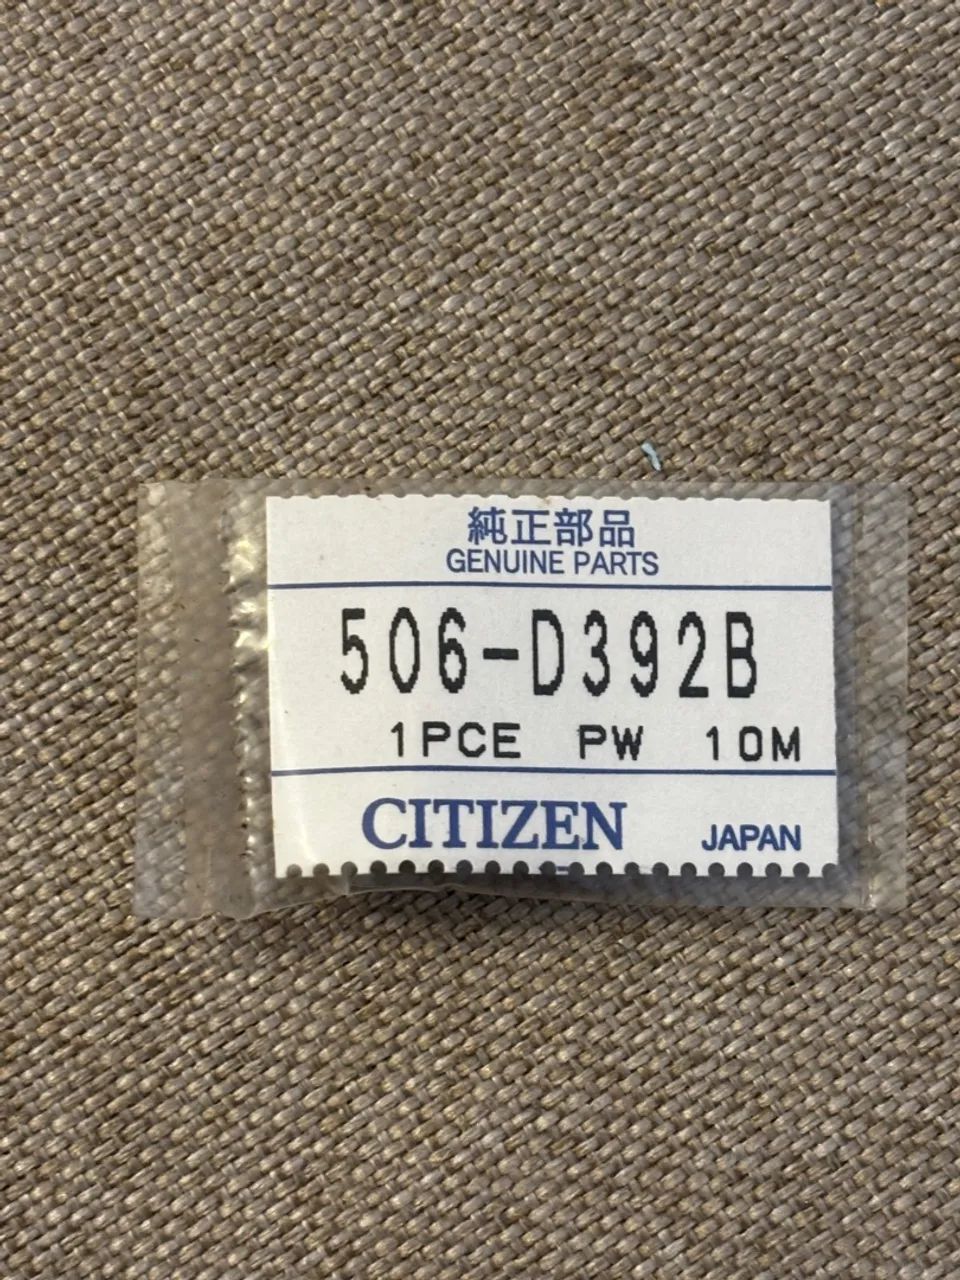 純正部品
GENUINE PARTS
506-D392B
1PCE PW 10M
CITIZEN JAPAN